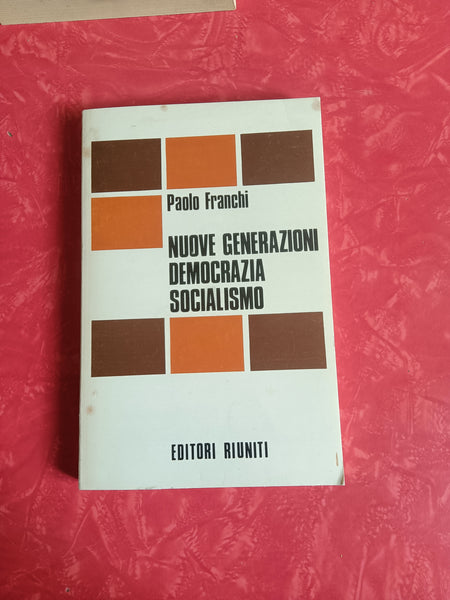 Paolo Franchi
NUOVE GENERAZIONI
DEMOCRAZIA
SOCIALISMO
EDITORI RIUNITI